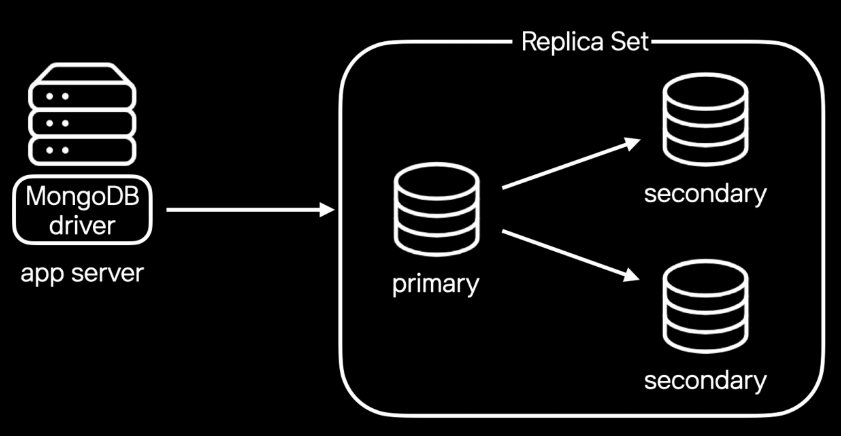 Replica Set
MongoDB
driver
app server
primary
secondary
secondary